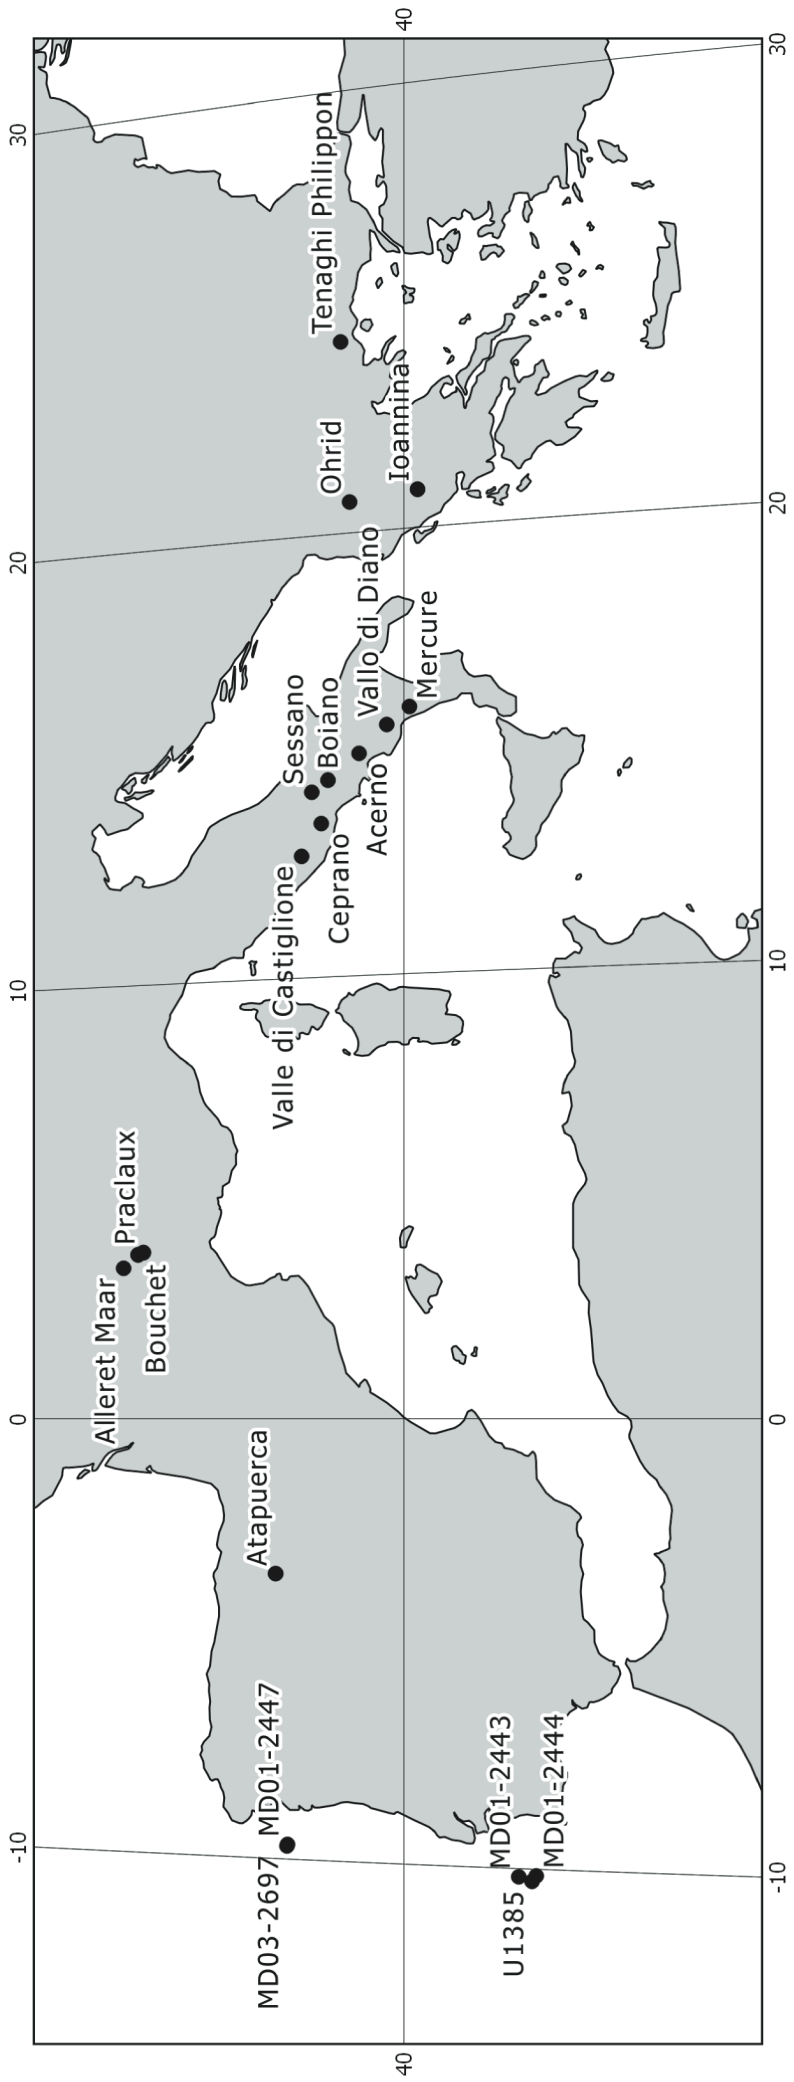 -10
0
10
20
30
MD03-2697
MD01-2447
Atapuerca
Alleret Maar
Praclaux
Bouchet
Valle di Castiglione
Ceprano
Sessano
Boiano
Acerno
Vallo di Diano
Mercure
Ohrid
Ioannina
Tenaghi Philippon
40
40
U1385
MD01-2443
MD01-2444
-10
0
10
20
30